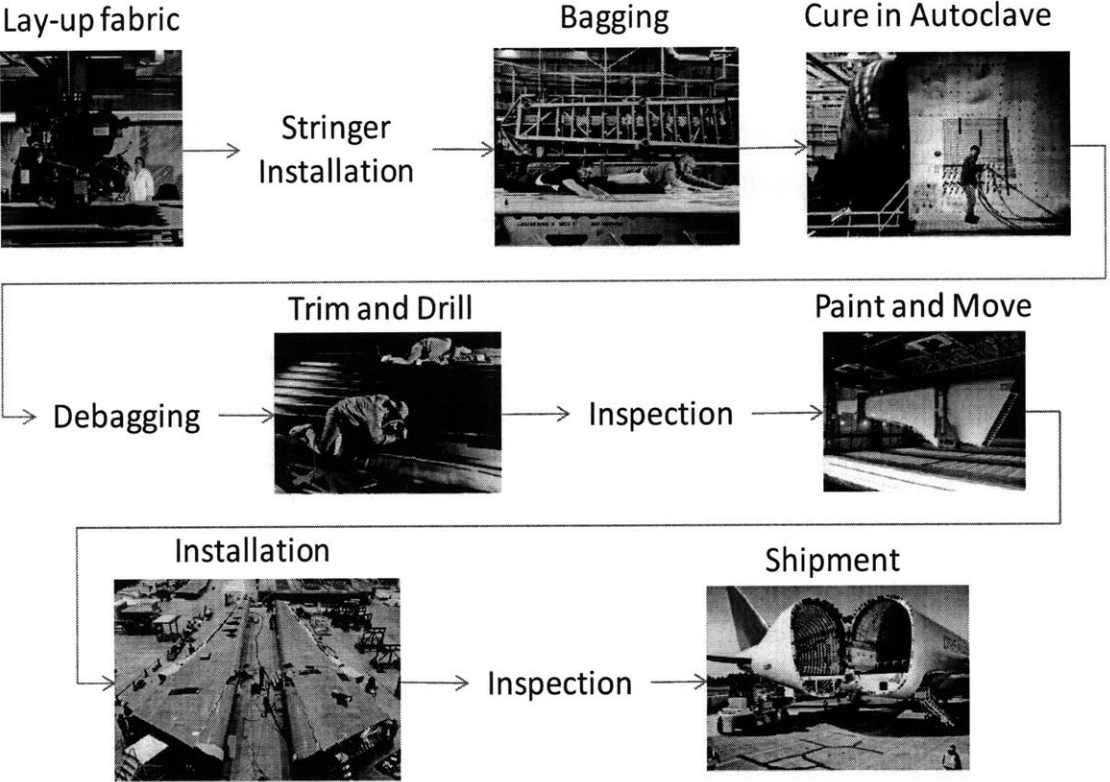 Lay-up fabric
Stringer
Installation
Bagging
Cure in Autoclave
Debagging
Trim and Drill
Inspection
Paint and Move
Installation
Inspection
Shipment